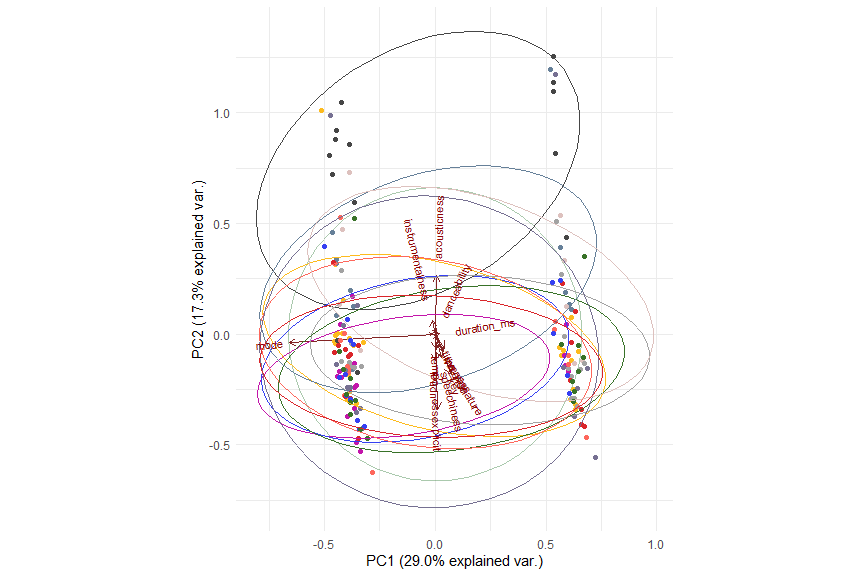 1.0
0.5
0.0
-0.5
PC2 (17.3% explained var.)
acousticness
instrumentalness
danceability
duration_ms
mode
speechiness
-0.5
0.0
0.5
1.0
PC1 (29.0% explained var.)